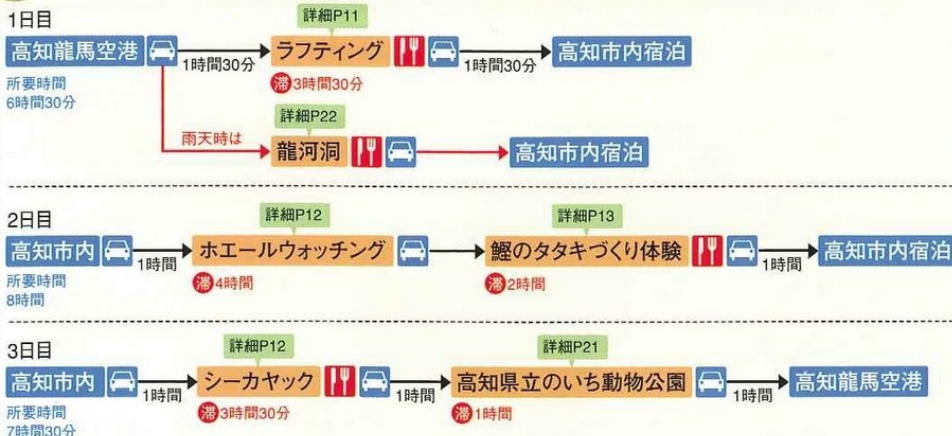 1日目
詳細P11
高知龍馬空港 1時間30分 ラフティング 1時間30分 高知市内宿泊
所要時間
6時間30分
滞3時間30分
詳細P22
雨天時は 龍河洞 高知市内宿泊
2日目
詳細P12 詳細P13
高知市内 1時間 ホエールウォッチング 鰹のタタキづくり体験 1時間 高知市内宿泊
所要時間
8時間
滞4時間 滞2時間
3日目
詳細P12 詳細P21
高知市内 1時間 シーカヤック 1時間 高知県立のいち動物公園 1時間 高知龍馬空港
所要時間
7時間30分
滞3時間30分 滞1時間